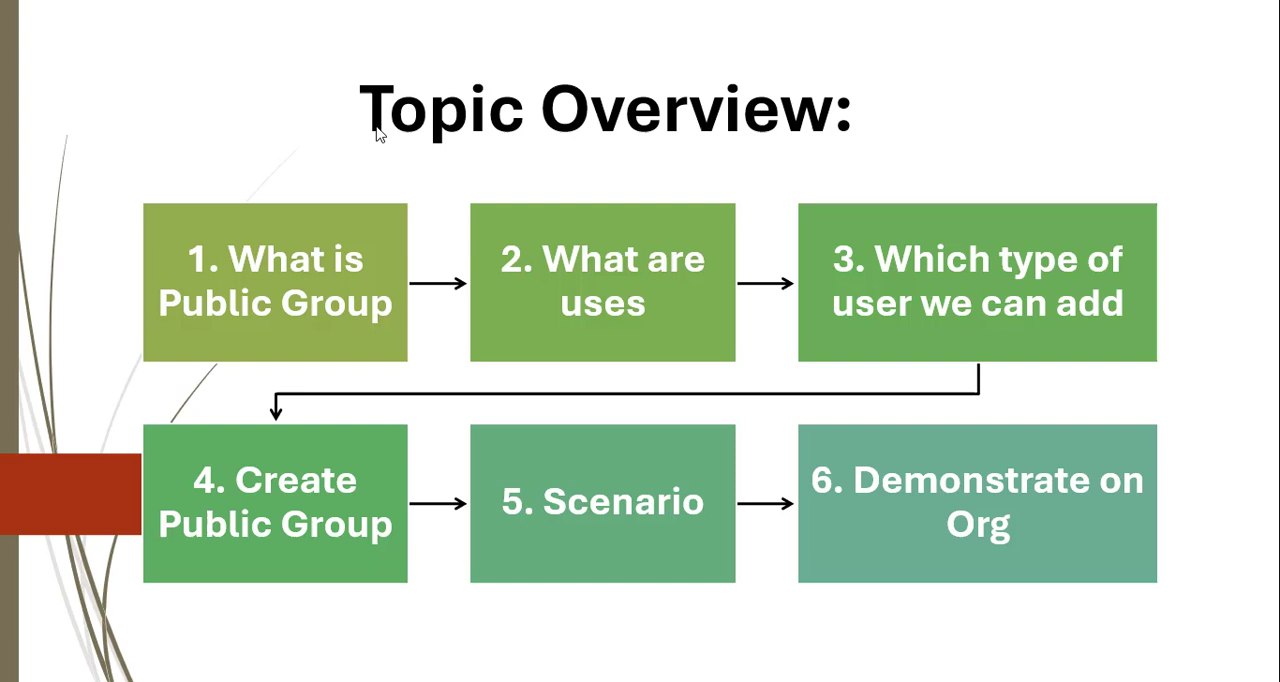 Topic Overview:
1. What is
Public Group
2. What are
uses
3. Which type of
user we can add
4. Create
Public Group
5. Scenario
6. Demonstrate on
Org